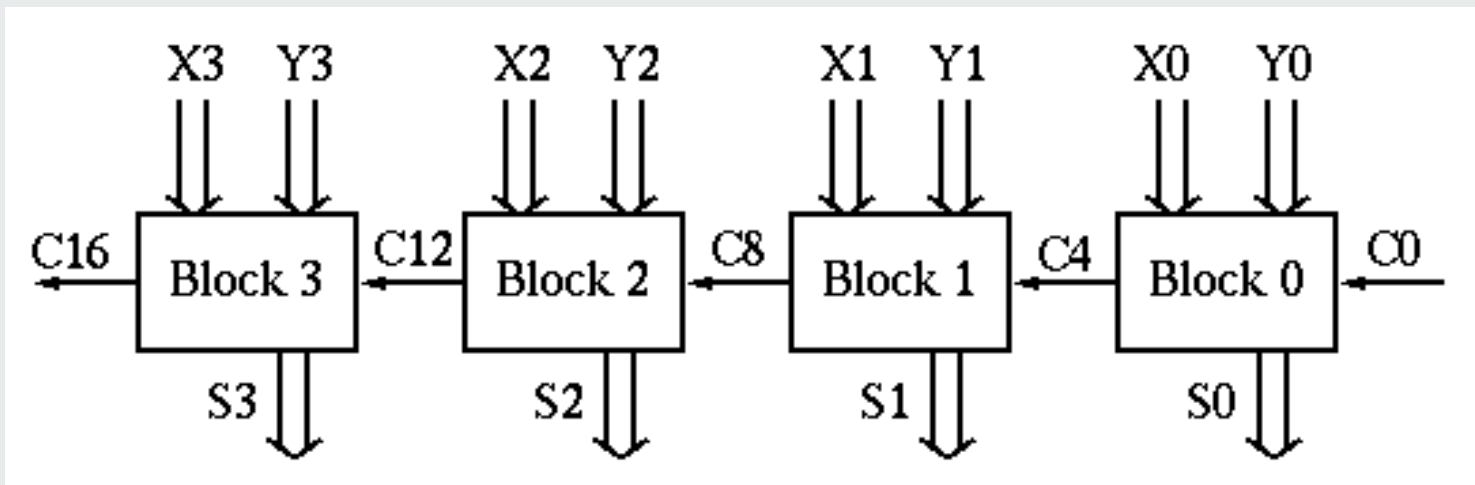 X3 Y3 X2 Y2 X1 Y1 X0 Y0
C16 Block 3 C12 Block 2 C8 Block 1 C4 Block 0 C0
S3 S2 S1 S0